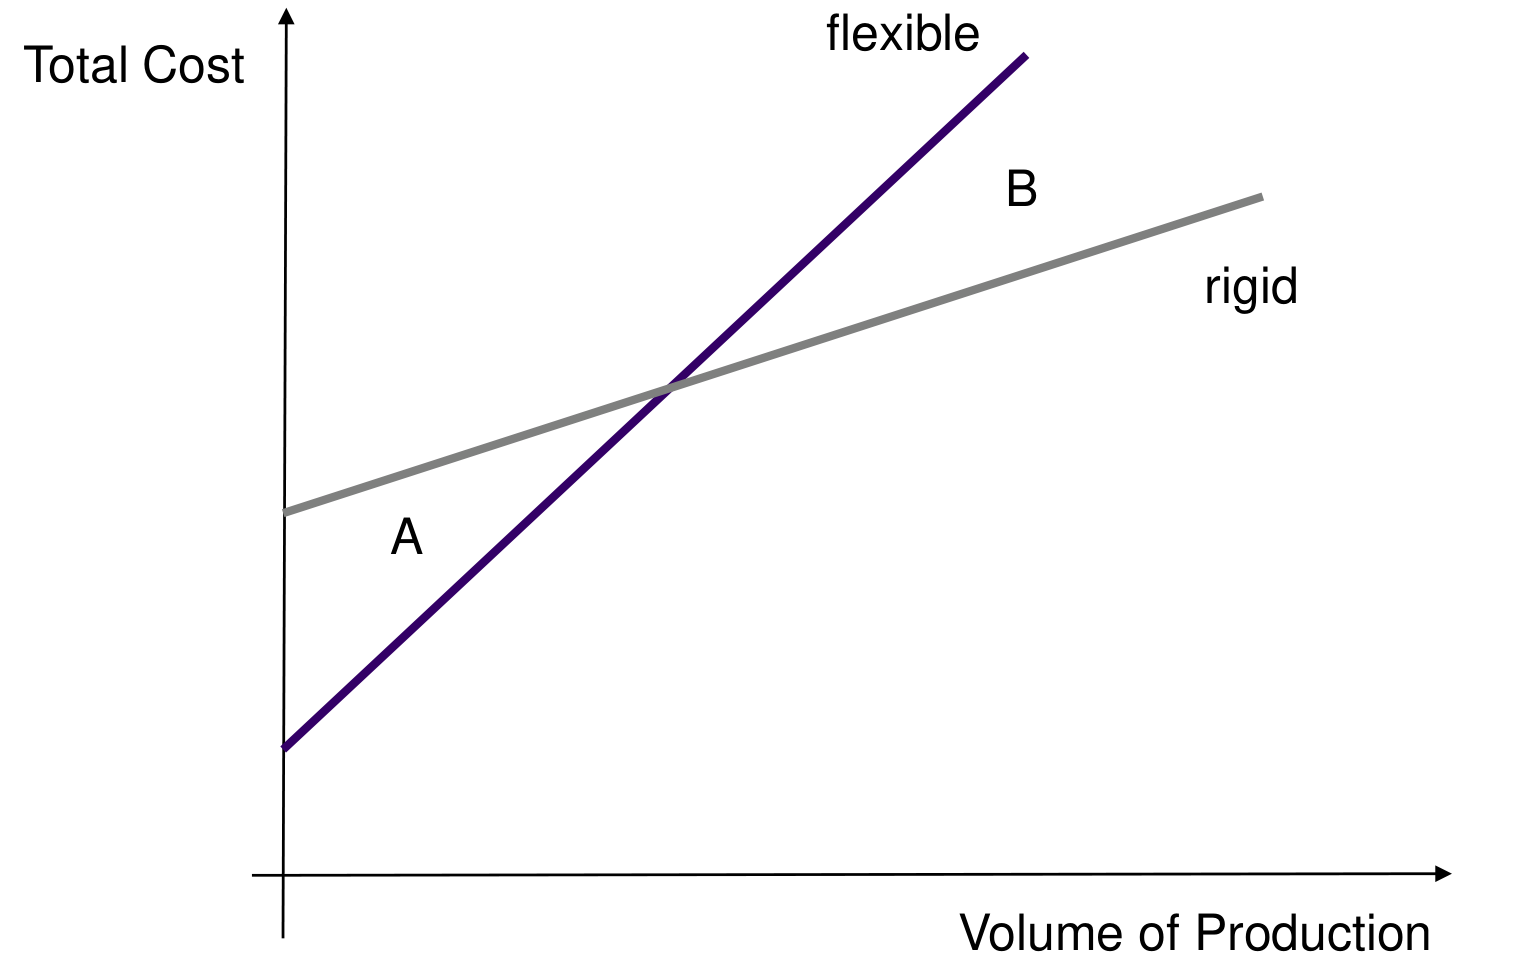 flexible
Total Cost
B
rigid
A
Volume of Production